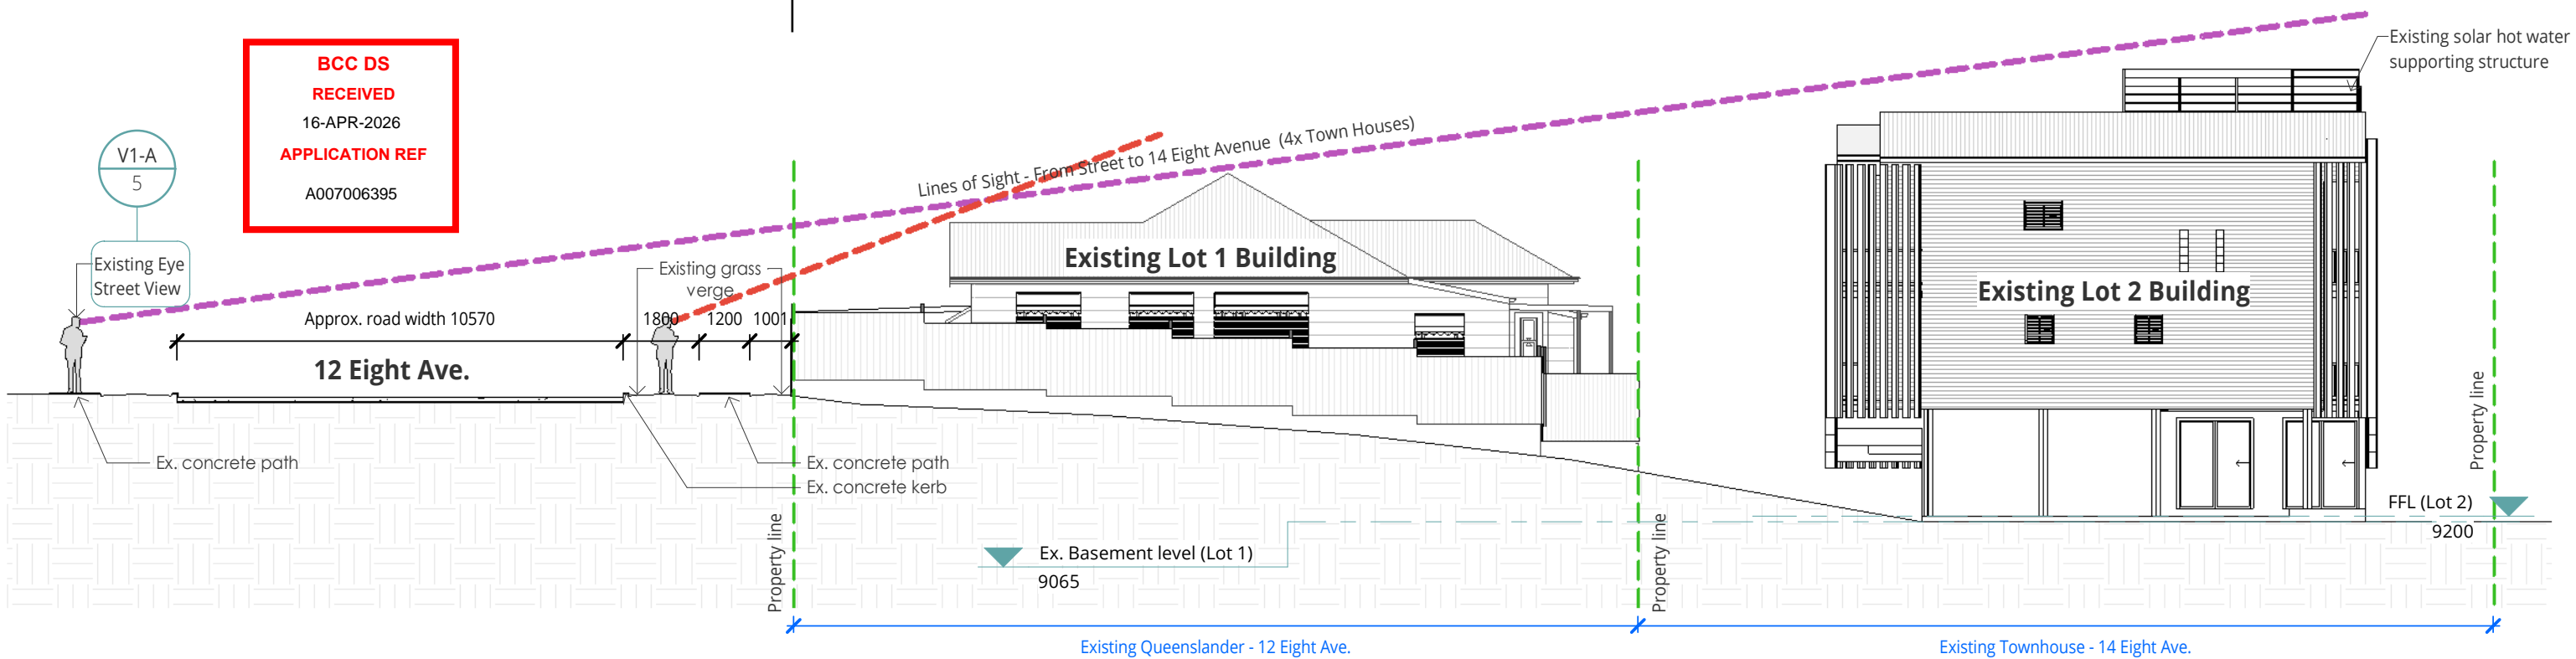 BCC DS
RECEIVED
16-APR-2026
APPLICATION REF
A007006395
Existing solar hot water
supporting structure
V1-A
5
Lines of Sight - From Street to 14 Eight Avenue (4x Town Houses)
Existing Eye
Street View
Existing grass
verge
Existing Lot 1 Building
Existing Lot 2 Building
Approx. road width 10570
1800
1200
1001
12 Eight Ave.
Ex. concrete path
Ex. concrete path
Ex. concrete kerb
Property line
Property line
Property line
FFL (Lot 2)
9200
Ex. Basement level (Lot 1)
9065
Existing Queenslander - 12 Eight Ave.
Existing Townhouse - 14 Eight Ave.